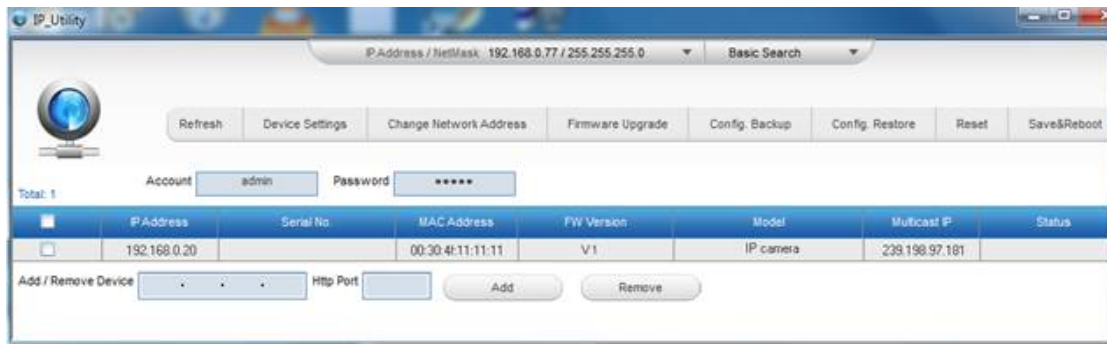 IP_Utility
IP.Address / NetMask 192.168.0.77 / 255.255.255.0 Basic Search
Refresh Device Settings Change Network Address Firmware Upgrade Config. Backup Config. Restore Reset Save&Reboot
Account admin Password •••••
Total: 1
IP.Address Serial No. MAC Address FW Version Model Multicast IP Status
192.168.0.20 00:30:4f:11:11:11 V1 IP camera 239.198.97.181
Add / Remove Device . . . Http Port Add Remove